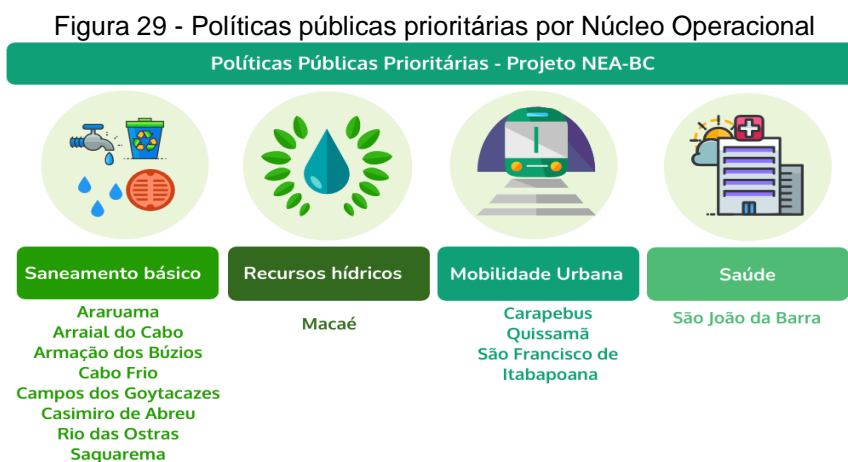 Figura 29 - Políticas públicas prioritárias por Núcleo Operacional
Políticas Públicas Prioritárias - Projeto NEA-BC
Saneamento básico
Araruama
Arraial do Cabo
Armação dos Búzios
Cabo Frio
Campos dos Goytacazes
Casimiro de Abreu
Rio das Ostras
Saquarema
Recursos hídricos
Macaé
Mobilidade Urbana
Carapebus
Quissamã
São Francisco de
Itabapoana
Saúde
São João da Barra